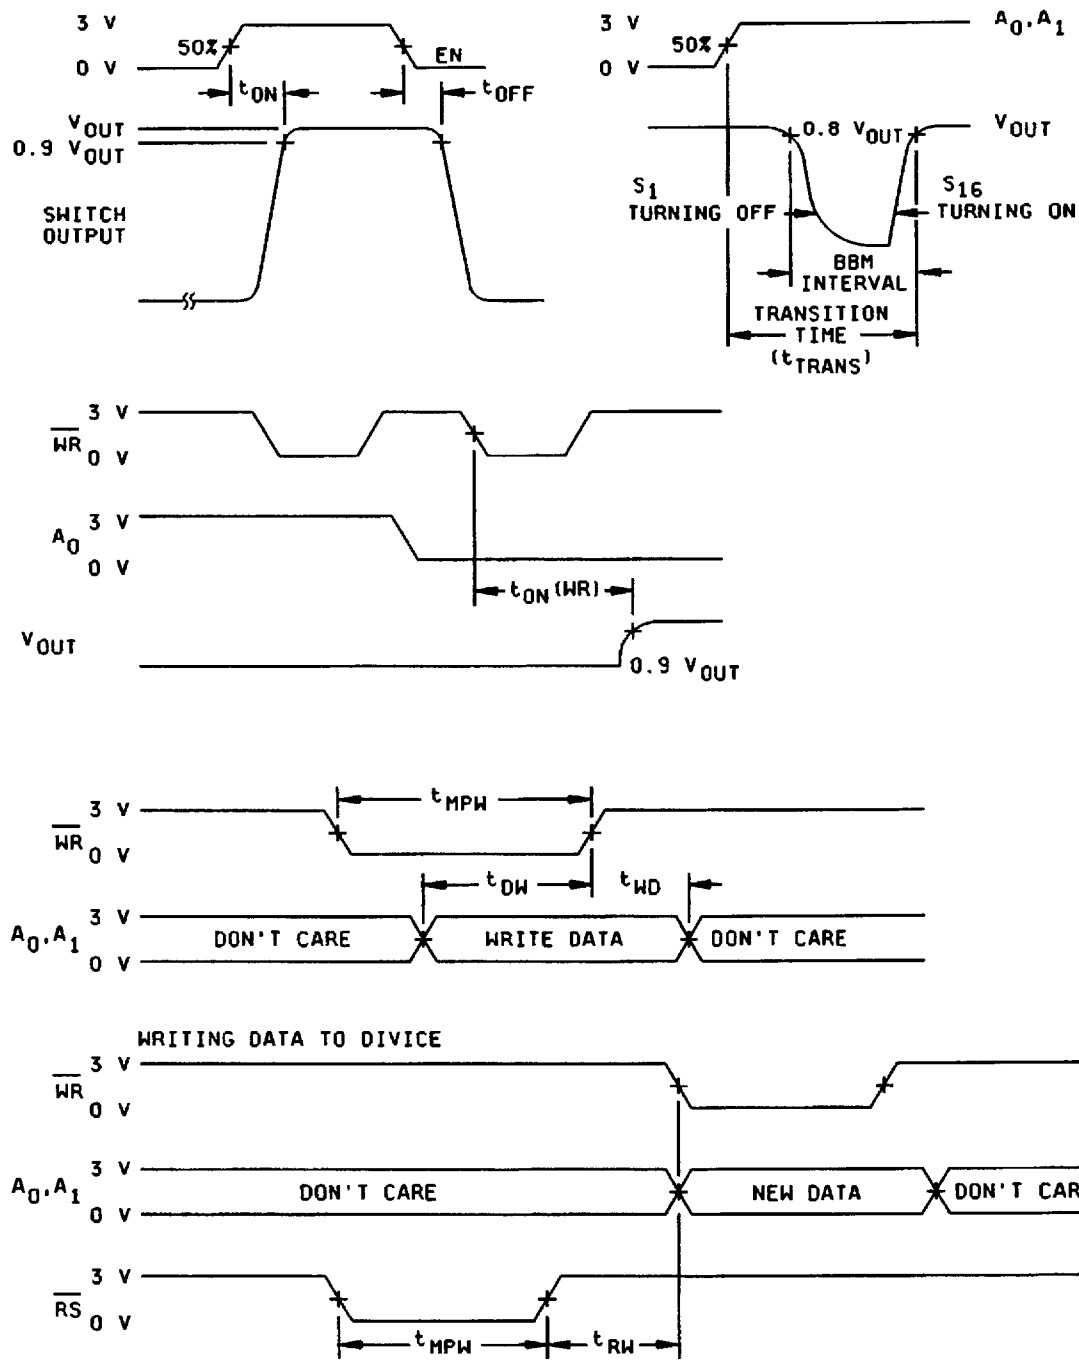 3 V
50%
0 V
EN
tON
tOFF
VOUT
0.9 VOUT
SWITCH
OUTPUT
3 V
50%
0 V
A0,A1
0.8 VOUT
VOUT
S1
TURNING OFF
S16
TURNING ON
BBM
INTERVAL
TRANSITION
TIME
(tTRANS)
3 V
WR
0 V
3 V
A0
0 V
tON(WR)
VOUT
0.9 VOUT
tMPW
3 V
WR
0 V
tDW
tWD
3 V
A0,A1
DON'T CARE
WRITE DATA
DON'T CARE
0 V
WRITING DATA TO DIVICE
3 V
WR
0 V
3 V
A0,A1
DON'T CARE
NEW DATA
DON'T CAR
0 V
3 V
RS
0 V
tMPW
tRW